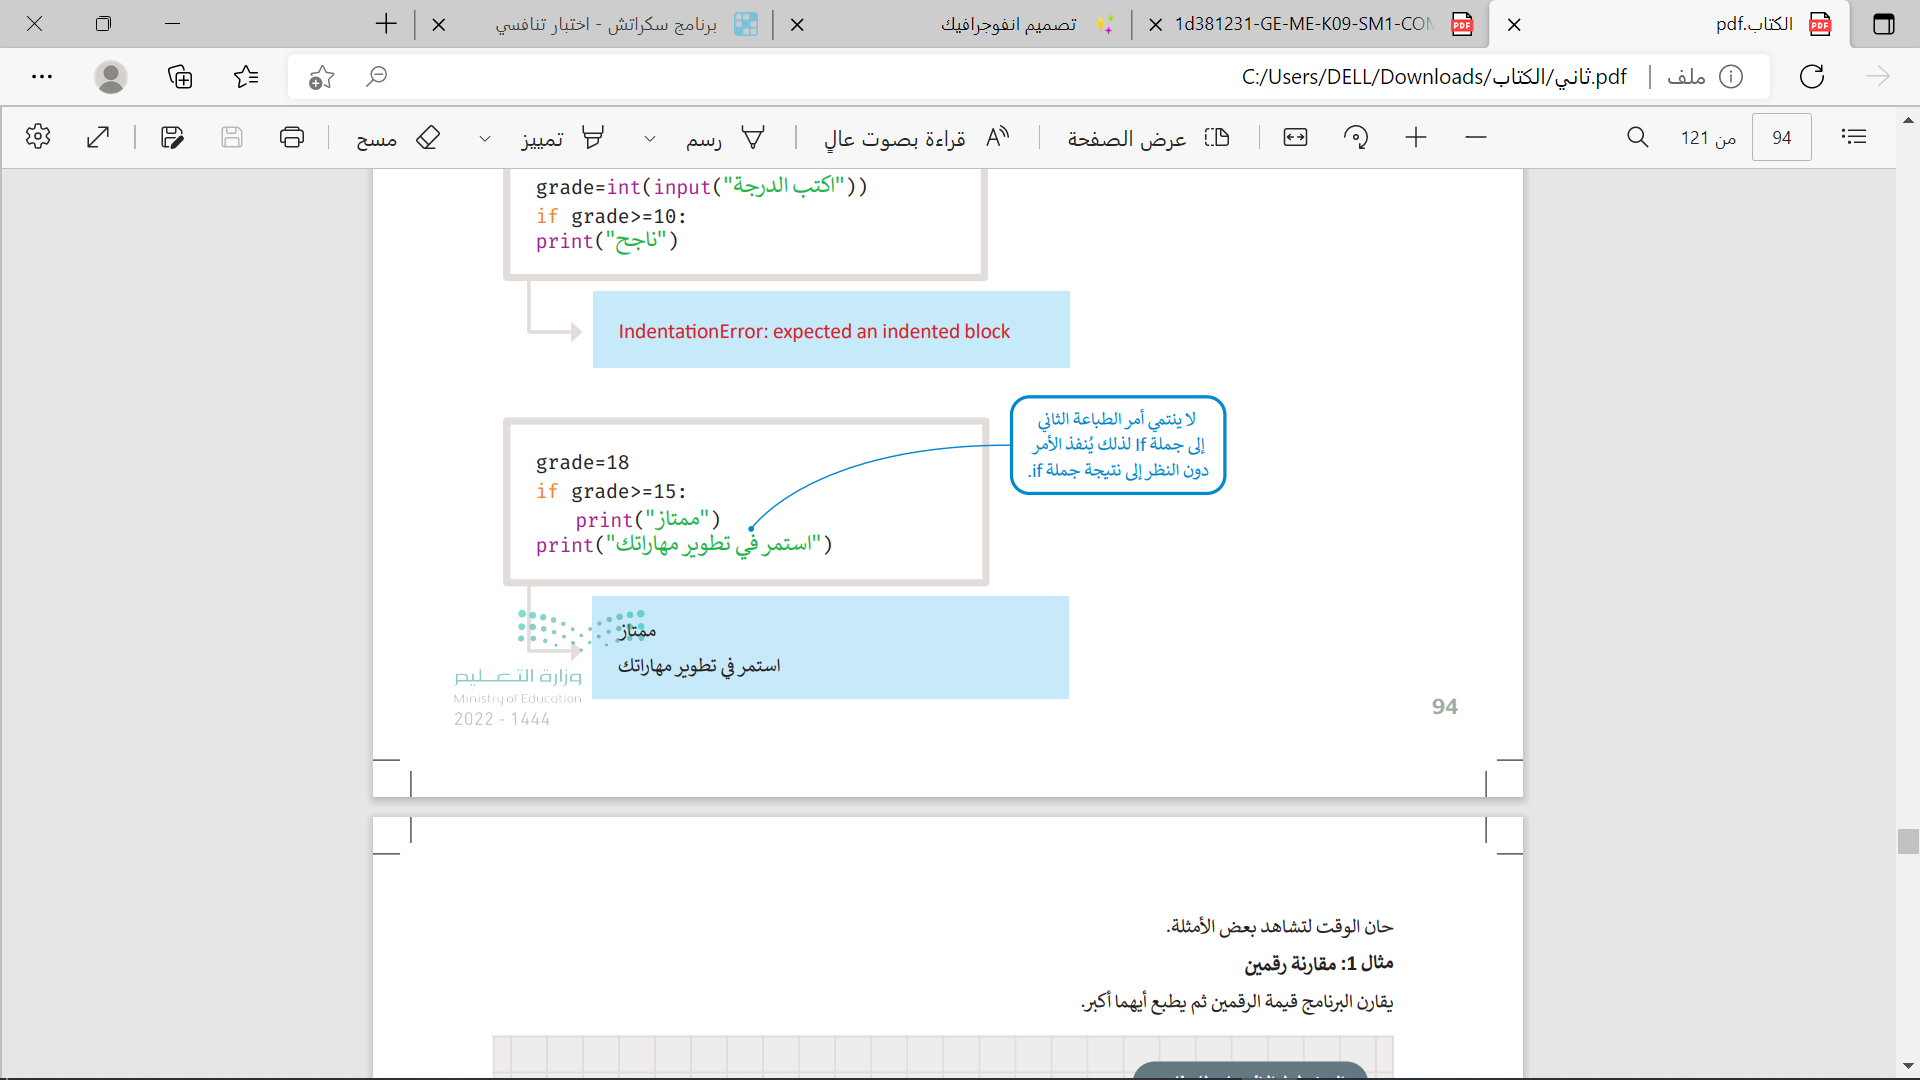 الكتاب.pdf
1d381231-GE-ME-K09-SM1-CON
تصميم انفوجرافيك
برنامج سكراتش - اختبار تنافسي
ملف
C:/Users/DELL/Downloads/ثاني/الكتاب.pdf
94
من 121
عرض الصفحة
قراءة بصوت عالٍ
رسم
تمييز
مسح
grade=int(input("اكتب الدرجة"))
if grade>=10:
print("ناجح")
IndentationError: expected an indented block
لا ينتمي أمر الطباعة الثاني
إلى جملة If لذلك يُنفذ الأمر
دون النظر إلى نتيجة جملة if.
grade=18
if grade>=15:
print("ممتاز")
print("استمر في تطوير مهاراتك")
ممتاز
استمر في تطوير مهاراتك
وزارة التعليم
Ministry of Education
2022 - 1444
94
حان الوقت لتشاهد بعض الأمثلة.
مثال 1: مقارنة رقمين
يقارن البرنامج قيمة الرقمين ثم يطبع أيهما أكبر.